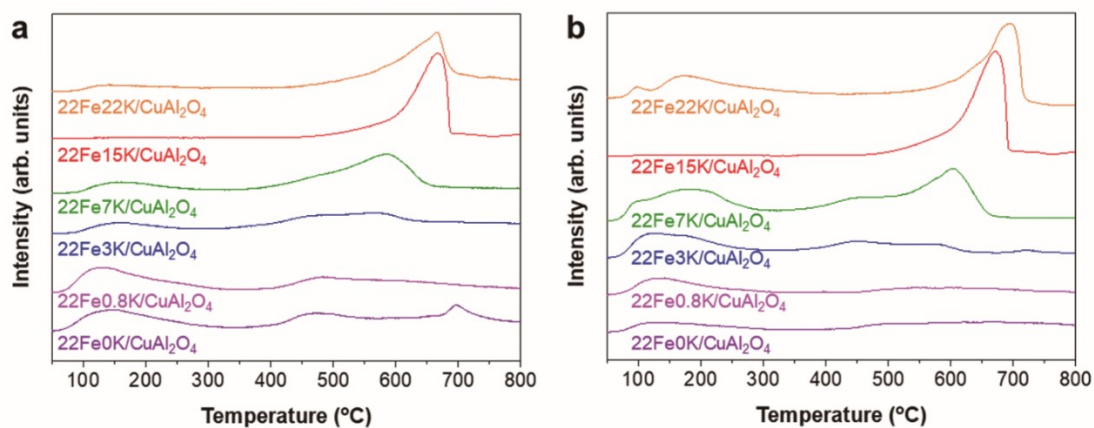 a
Intensity (arb. units)
22Fe22K/CuAl₂O₄
22Fe15K/CuAl₂O₄
22Fe7K/CuAl₂O₄
22Fe3K/CuAl₂O₄
22Fe0.8K/CuAl₂O₄
22Fe0K/CuAl₂O₄
100 200 300 400 500 600 700 800
Temperature (°C)
b
Intensity (arb. units)
22Fe22K/CuAl₂O₄
22Fe15K/CuAl₂O₄
22Fe7K/CuAl₂O₄
22Fe3K/CuAl₂O₄
22Fe0.8K/CuAl₂O₄
22Fe0K/CuAl₂O₄
100 200 300 400 500 600 700 800
Temperature (°C)